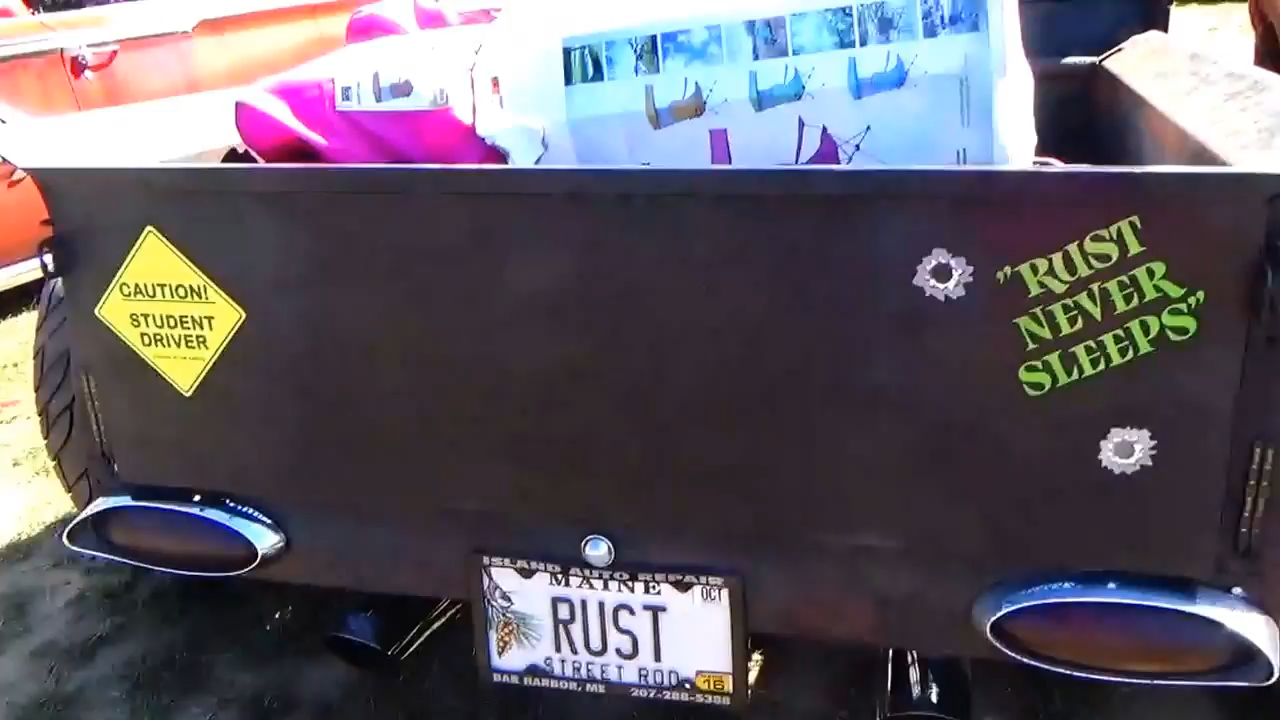 CAUTION!
STUDENT
DRIVER
"RUST
NEVER
SLEEPS"
ISLAND AUTO REPAIR
MAINE
OCT
RUST
STREET ROD
16
BAR HARBOR, ME 207-288-5388